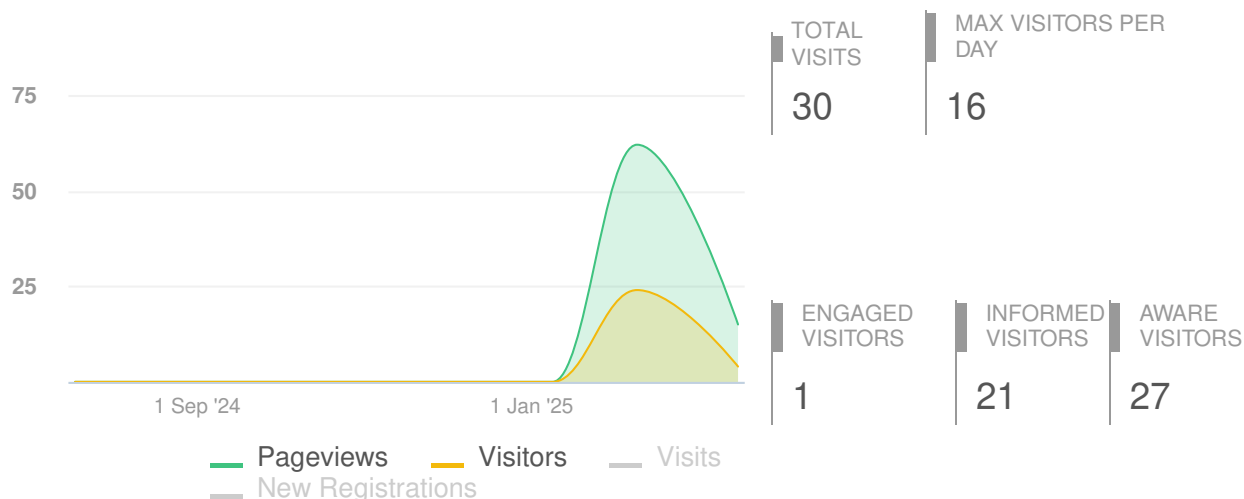 75
50
25
1 Sep '24
1 Jan '25
Pageviews
Visitors
Visits
New Registrations
TOTAL
VISITS
30
MAX VISITORS PER
DAY
16
ENGAGED
VISITORS
1
INFORMED
VISITORS
21
AWARE
VISITORS
27